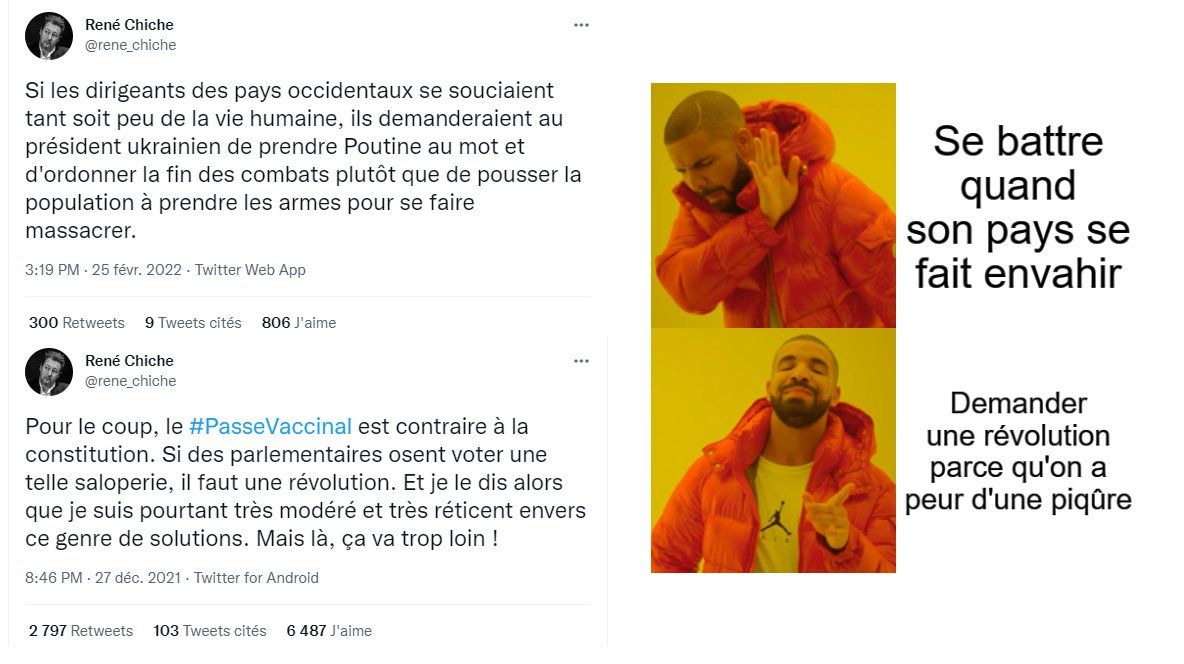 René Chiche
@rene_chiche
Si les dirigeants des pays occidentaux se souciaient
tant soit peu de la vie humaine, ils demanderaient au
président ukrainien de prendre Poutine au mot et
d'ordonner la fin des combats plutôt que de pousser la
population à prendre les armes pour se faire
massacrer.
3:19 PM · 25 févr. 2022 · Twitter Web App
300 Retweets 9 Tweets cités 806 J'aime
René Chiche
@rene_chiche
Pour le coup, le #PasseVaccinal est contraire à la
constitution. Si des parlementaires osent voter une
telle saloperie, il faut une révolution. Et je le dis alors
que je suis pourtant très modéré et très réticent envers
ce genre de solutions. Mais là, ça va trop loin !
8:46 PM · 27 déc. 2021 · Twitter for Android
2 797 Retweets 103 Tweets cités 6 487 J'aime
Se battre
quand
son pays se
fait envahir
Demander
une révolution
parce qu'on a
peur d'une piqûre